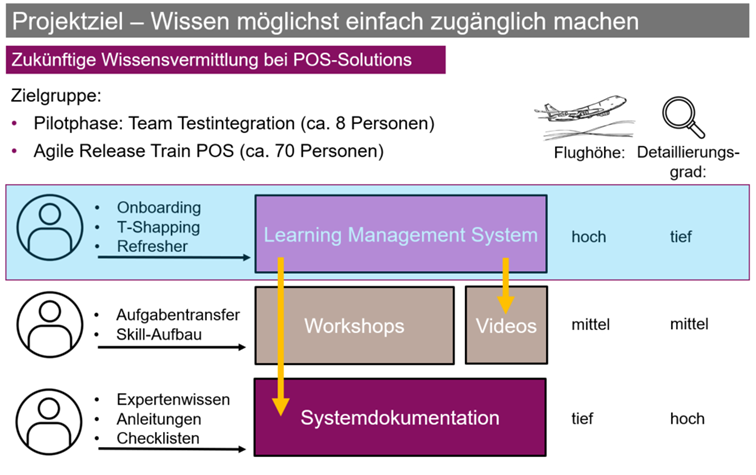 Projektziel – Wissen möglichst einfach zugänglich machen
Zukünftige Wissensvermittlung bei POS-Solutions
Zielgruppe:
• Pilotphase: Team Testintegration (ca. 8 Personen)
• Agile Release Train POS (ca. 70 Personen)
Flughöhe:
Detaillierungs-
grad:
• Onboarding
• T-Shapping
• Refresher
Learning Management System
hoch
tief
• Aufgabentransfer
• Skill-Aufbau
Workshops
Videos
mittel
mittel
• Expertenwissen
• Anleitungen
• Checklisten
Systemdokumentation
tief
hoch